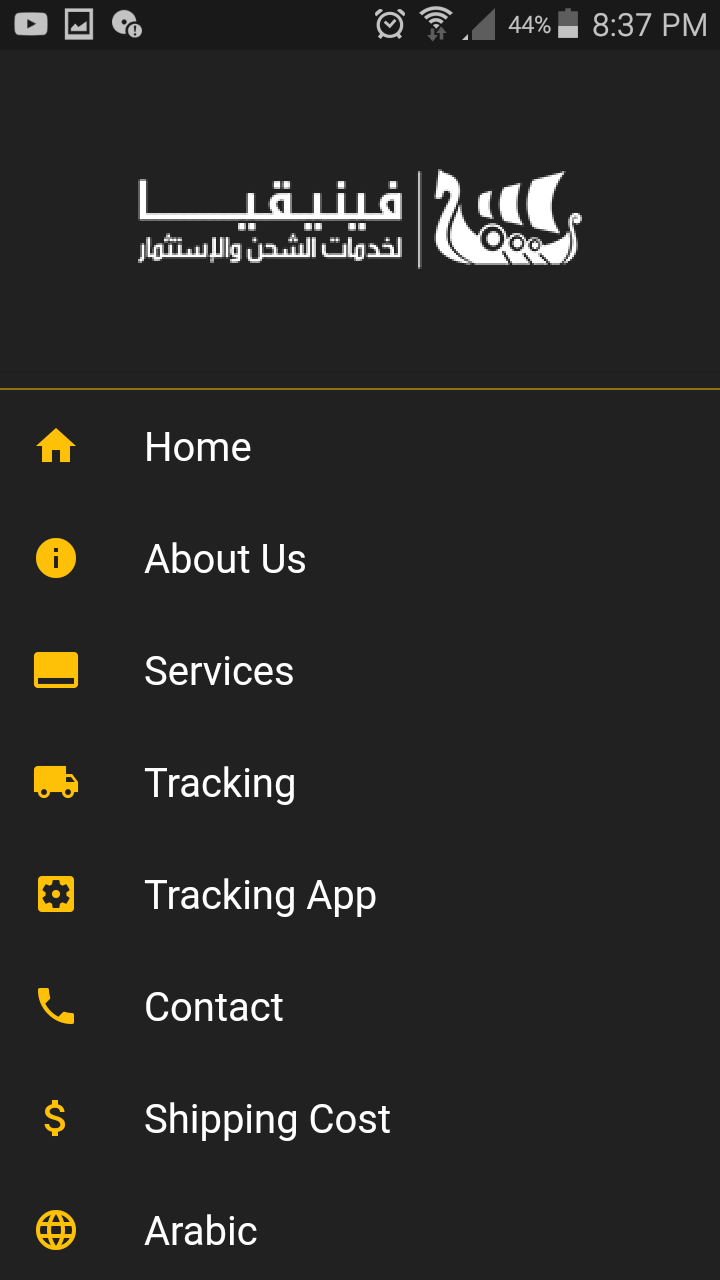 44% 8:37 PM
فينيقيا
لخدمات الشحن والإستثمار
Home
About Us
Services
Tracking
Tracking App
Contact
Shipping Cost
Arabic